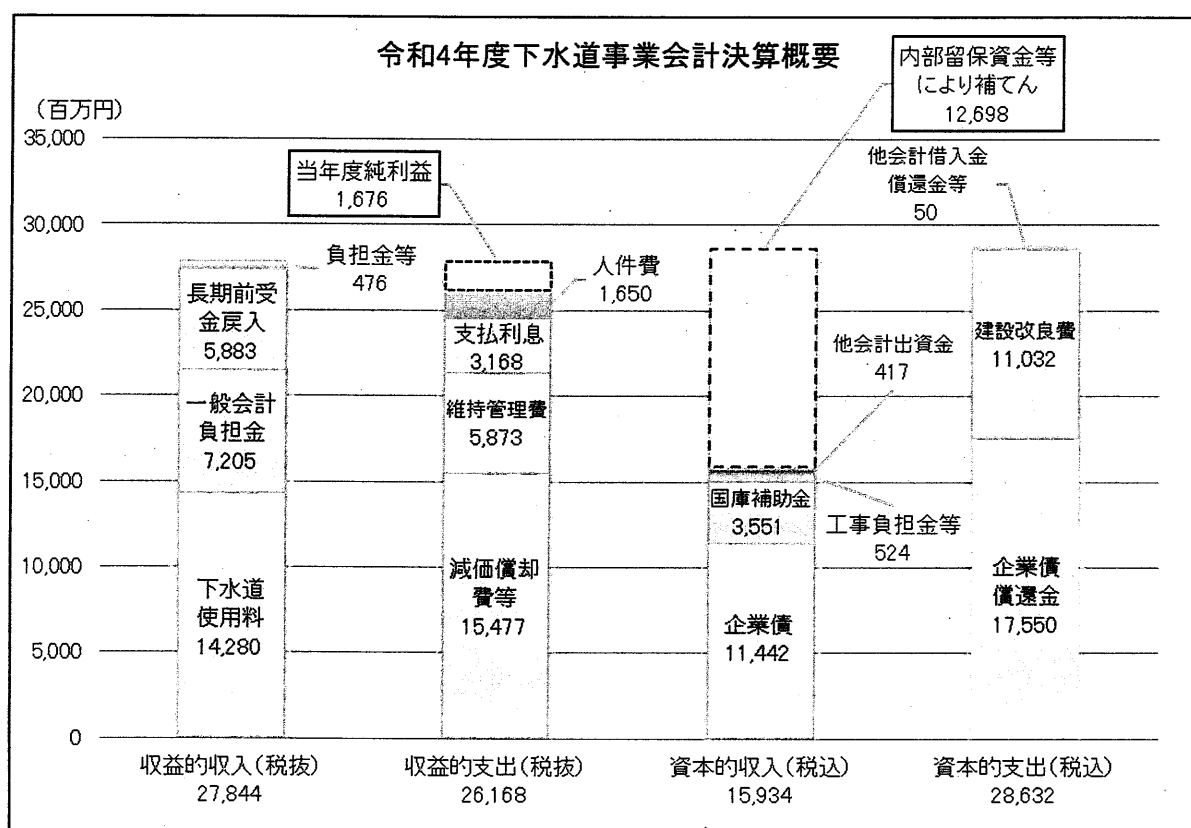 令和4年度下水道事業会計決算概要
内部留保資金等
により補てん
12,698
（百万円）
35,000
30,000
25,000
20,000
15,000
10,000
5,000
0
当年度純利益
1,676
他会計借入金
償還金等
50
負担金等
476
長期前受
金戻入
5,883
一般会計
負担金
7,205
下水道
使用料
14,280
人件費
1,650
支払利息
3,168
維持管理費
5,873
減価償却
費等
15,477
他会計出資金
417
国庫補助金
3,551
工事負担金等
524
企業債
11,442
建設改良費
11,032
企業債
償還金
17,550
収益的収入（税抜）
27,844
収益的支出（税抜）
26,168
資本的収入（税込）
15,934
資本的支出（税込）
28,632